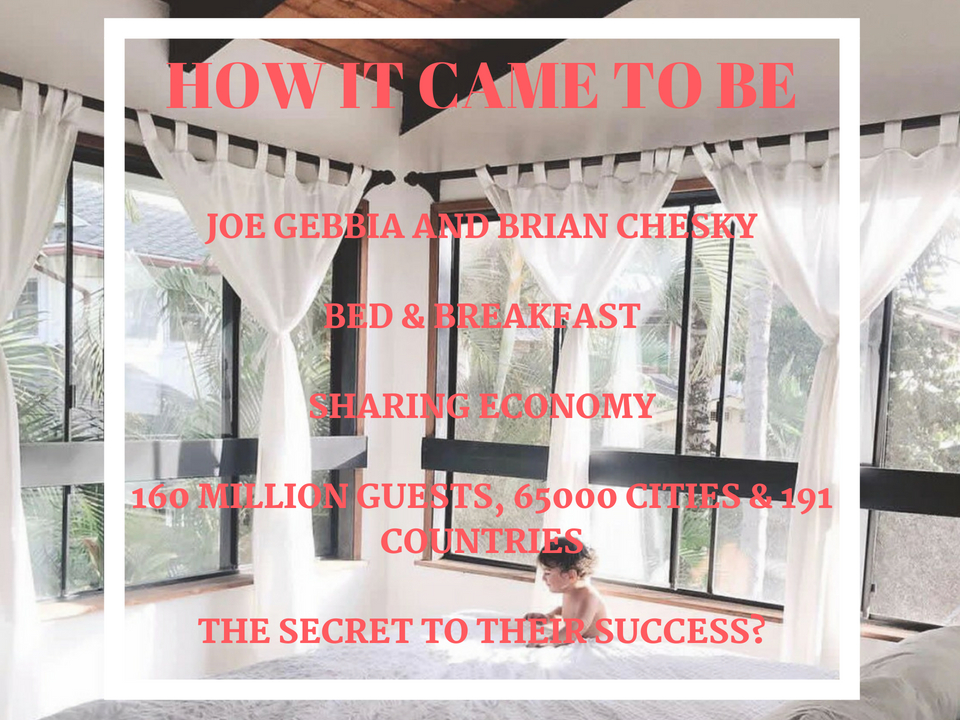 HOW IT CAME TO BE
JOE GEBBIA AND BRIAN CHESKY
BED & BREAKFAST
SHARING ECONOMY
160 MILLION GUESTS, 65000 CITIES & 191
COUNTRIES
THE SECRET TO THEIR SUCCESS?